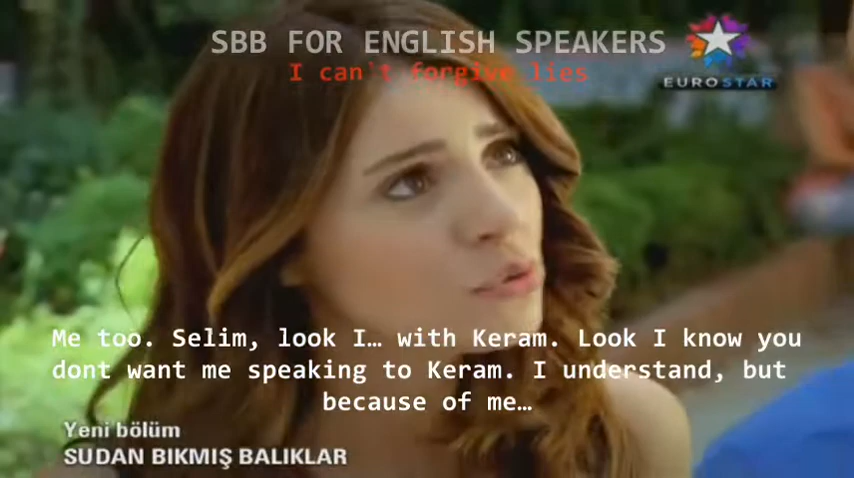 SBB FOR ENGLISH SPEAKERS
I can't forgive lies
EUROSTAR
Me too. Selim, look I… with Keram. Look I know you
dont want me speaking to Keram. I understand, but
because of me…
Yeni bölüm
SUDAN BIKMIŞ BALIKLAR